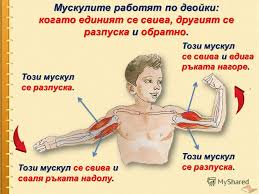 Мускулите работят по двойки:
когато единият се свива, другият се
разпуска и обратно.
Този мускул
се свива и вдига
ръката нагоре.
Този мускул
се разпуска.
Този мускул се свива и
сваля ръката надолу.
Този мускул
се разпуска.
MyShared